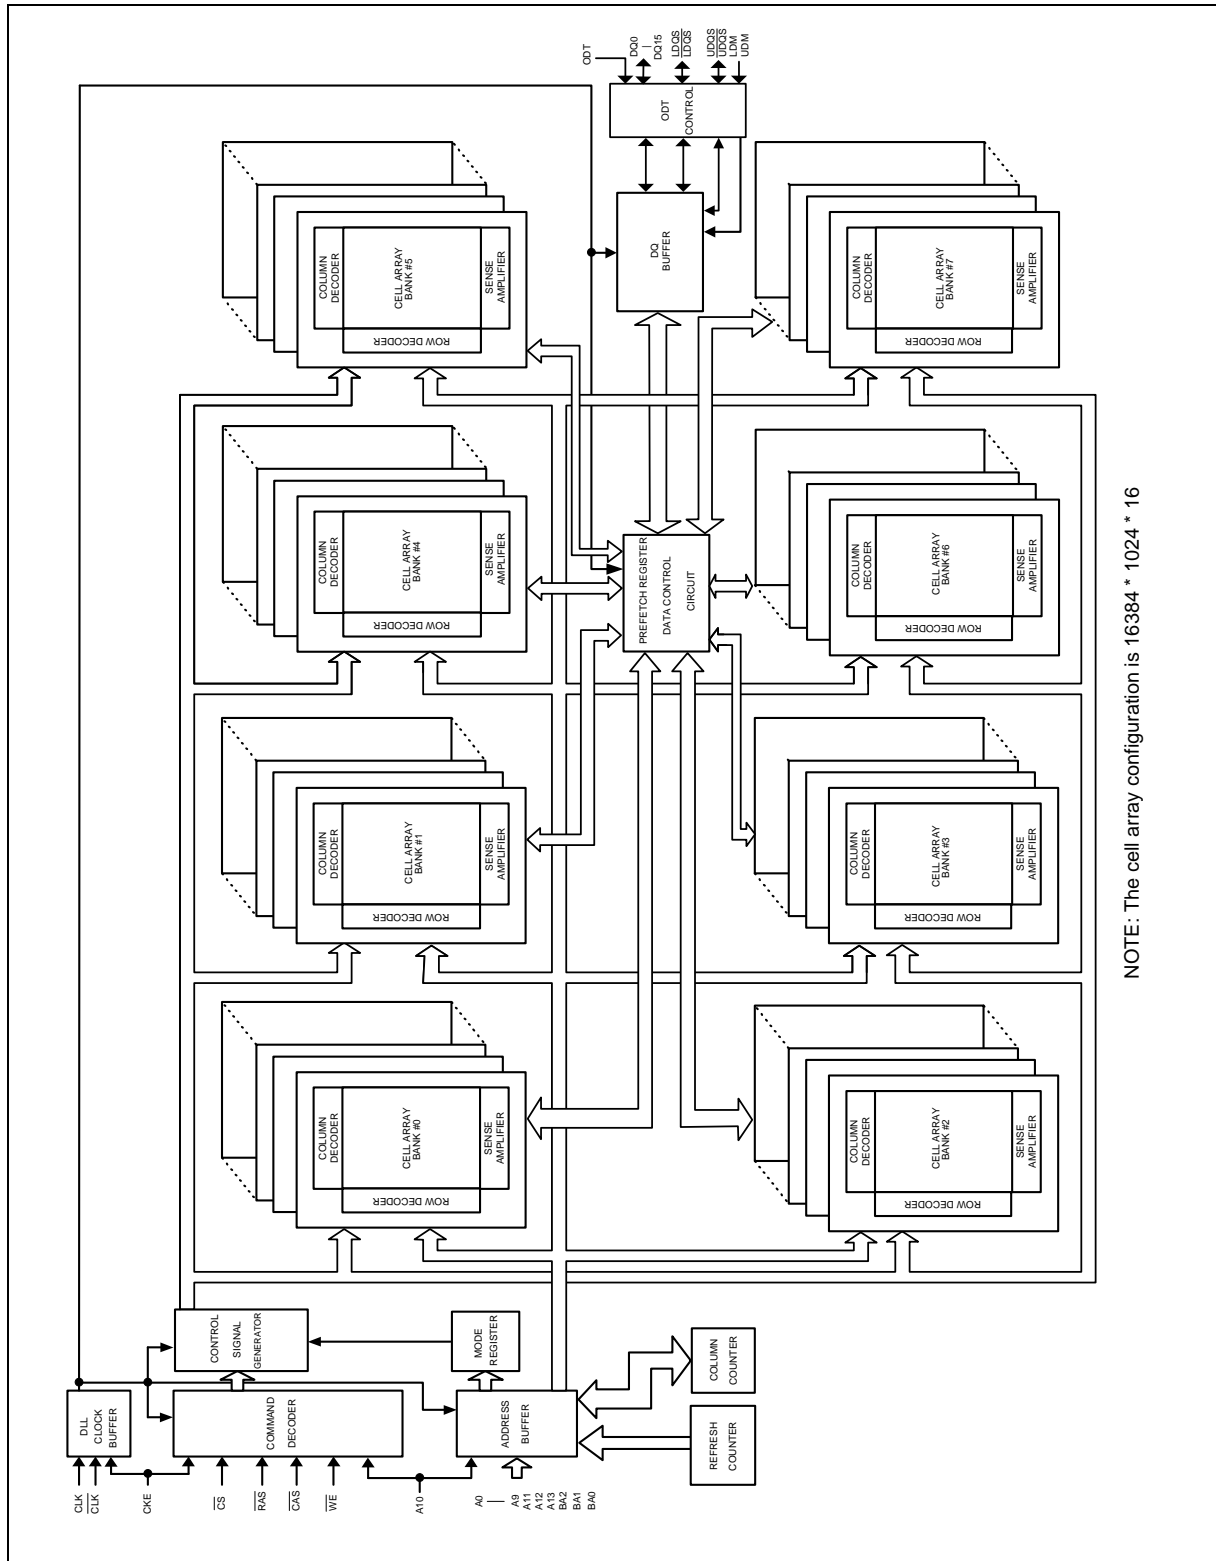 CLK
CLK
CKE
CS
RAS
CAS
WE
A10
A0
A9
A11
A12
A13
BA2
BA1
BA0
DLL
CLOCK
BUFFER
COMMAND
DECODER
ADDRESS
BUFFER
REFRESH
COUNTER
COLUMN
COUNTER
CONTROL
SIGNAL
GENERATOR
MODE
REGISTER
COLUMN
DECODER
ROW DECODER
CELL ARRAY
BANK #0
SENSE
AMPLIFIER
COLUMN
DECODER
ROW DECODER
CELL ARRAY
BANK #1
SENSE
AMPLIFIER
COLUMN
DECODER
ROW DECODER
CELL ARRAY
BANK #4
SENSE
AMPLIFIER
COLUMN
DECODER
ROW DECODER
CELL ARRAY
BANK #5
SENSE
AMPLIFIER
PREFETCH REGISTER
DATA CONTROL
CIRCUIT
DQ
BUFFER
ODT
CONTROL
ODT
DQ0
DQ15
LDQS
LDQS
UDQS
UDQS
LDM
UDM
COLUMN
DECODER
ROW DECODER
CELL ARRAY
BANK #2
SENSE
AMPLIFIER
COLUMN
DECODER
ROW DECODER
CELL ARRAY
BANK #3
SENSE
AMPLIFIER
COLUMN
DECODER
ROW DECODER
CELL ARRAY
BANK #6
SENSE
AMPLIFIER
COLUMN
DECODER
ROW DECODER
CELL ARRAY
BANK #7
SENSE
AMPLIFIER
NOTE: The cell array configuration is 16384 * 1024 * 16